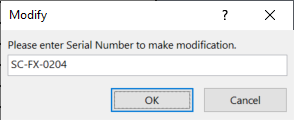 Modify ? ×
Please enter Serial Number to make modification.
SC-FX-0204
OK Cancel